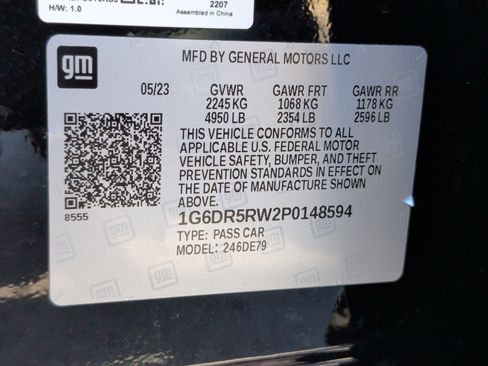 2207
H/W: 1.0
Assembled in China
gm
MFD BY GENERAL MOTORS LLC
05/23 GVWR GAWR FRT GAWR RR
2245 KG 1068 KG 1178 KG
4950 LB 2354 LB 2596 LB
THIS VEHICLE CONFORMS TO ALL
APPLICABLE U.S. FEDERAL MOTOR
VEHICLE SAFETY, BUMPER, AND THEFT
PREVENTION STANDARDS IN EFFECT ON
THE DATE OF MANUFACTURE SHOWN
ABOVE.
8555
1G6DR5RW2P0148594
TYPE: PASS CAR
MODEL: 246DE79